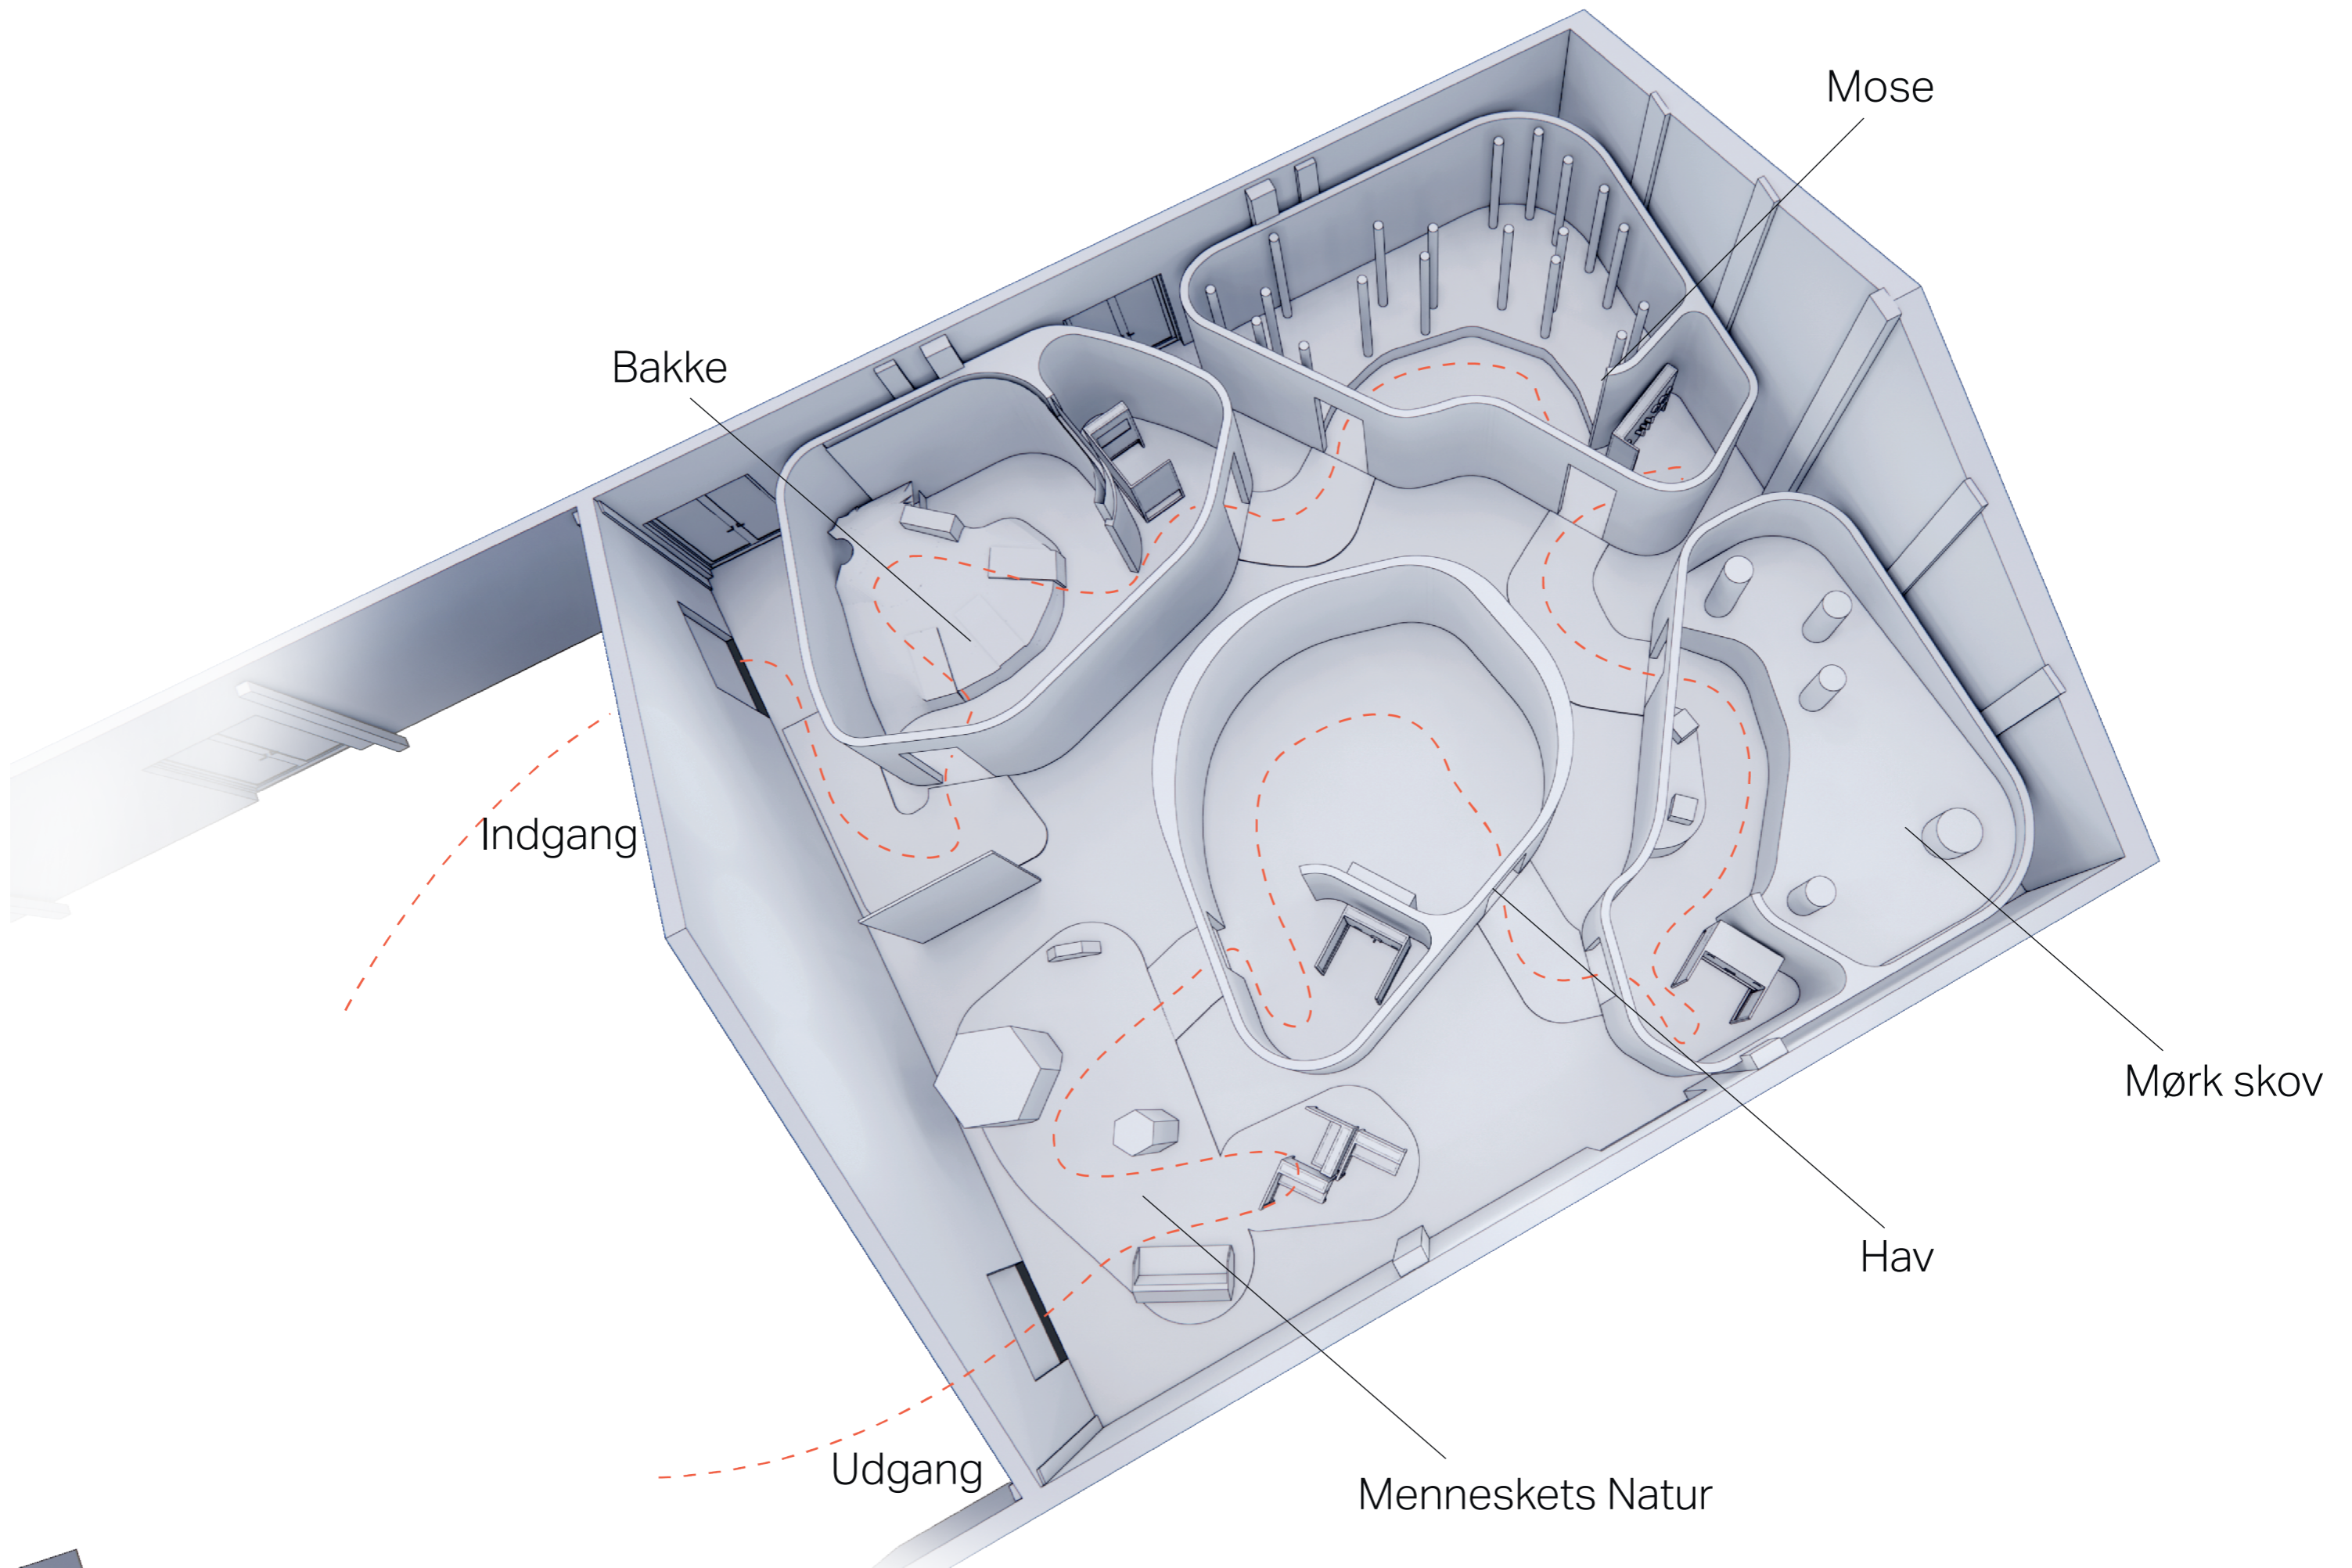 Mose
Bakke
Indgang
Mørk skov
Hav
Udgang
Menneskets Natur